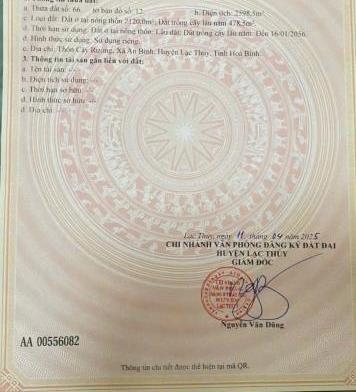 a. Thửa đất số: 66 ; tờ bản đồ số: 12 b. Diện tích: 2598,5m²
c. Loại đất: Đất ở tại nông thôn: 2120,0m²; Đất trồng cây lâu năm 478,5m²
d. Thời hạn sử dụng: Đất ở tại nông thôn: Lâu dài; Đất trồng cây lâu năm: Đến 16/01/2056.
đ. Hình thức sử dụng: Sử dụng riêng.
e. Địa chỉ: Thôn Cây Rường, Xã An Bình, Huyện Lạc Thủy, Tỉnh Hoà Bình.
3. Thông tin tài sản gắn liền với đất:
a. Tên tài sản: -/-
b. Diện tích sử dụng: -/-
c. Thời hạn sở hữu: -/-
d. Hình thức sở hữu: -/-
đ. Địa chỉ:
Lạc Thủy, ngày 11 tháng 04 năm 2025
CHI NHÁNH VĂN PHÒNG ĐĂNG KÝ ĐẤT ĐAI
HUYỆN LẠC THỦY
GIÁM ĐỐC
Nguyễn Văn Dũng
AA 00556082
Thông tin chi tiết được thể hiện tại mã QR.